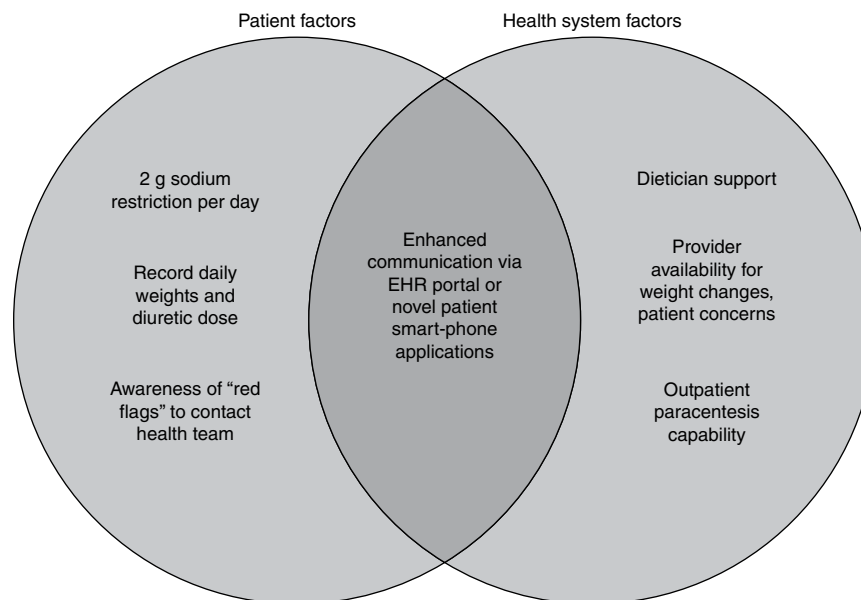 Patient factors
Health system factors
2 g sodium
restriction per day
Record daily
weights and
diuretic dose
Awareness of “red
flags” to contact
health team
Enhanced
communication via
EHR portal or
novel patient
smart-phone
applications
Dietician support
Provider
availability for
weight changes,
patient concerns
Outpatient
paracentesis
capability